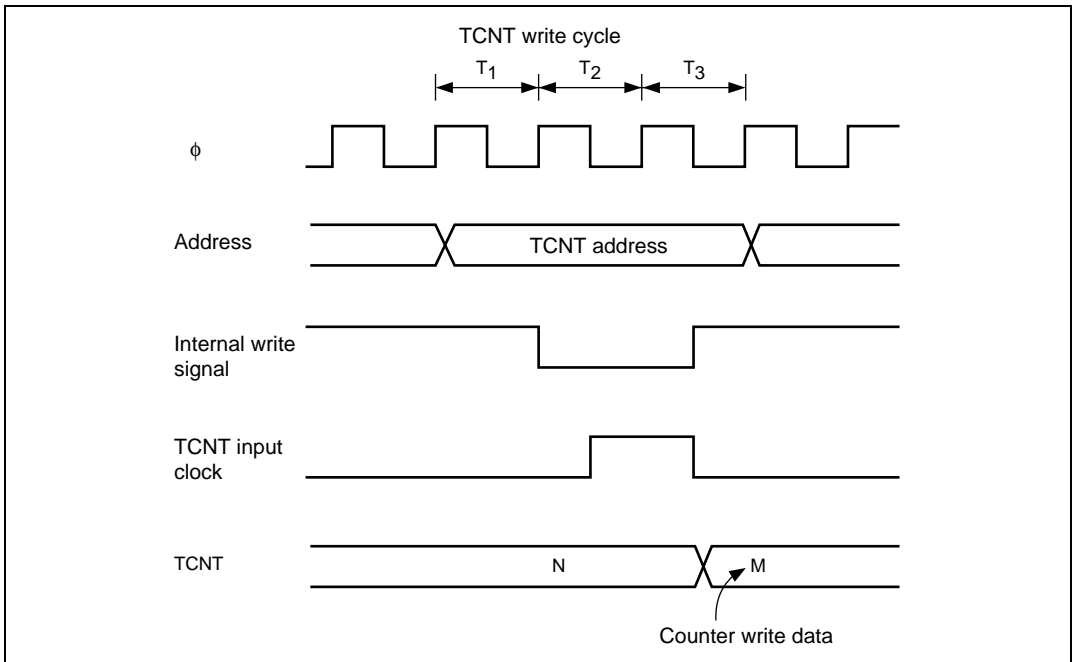 TCNT write cycle
T1 T2 T3
ϕ
Address
TCNT address
Internal write
signal
TCNT input
clock
TCNT
N
M
Counter write data